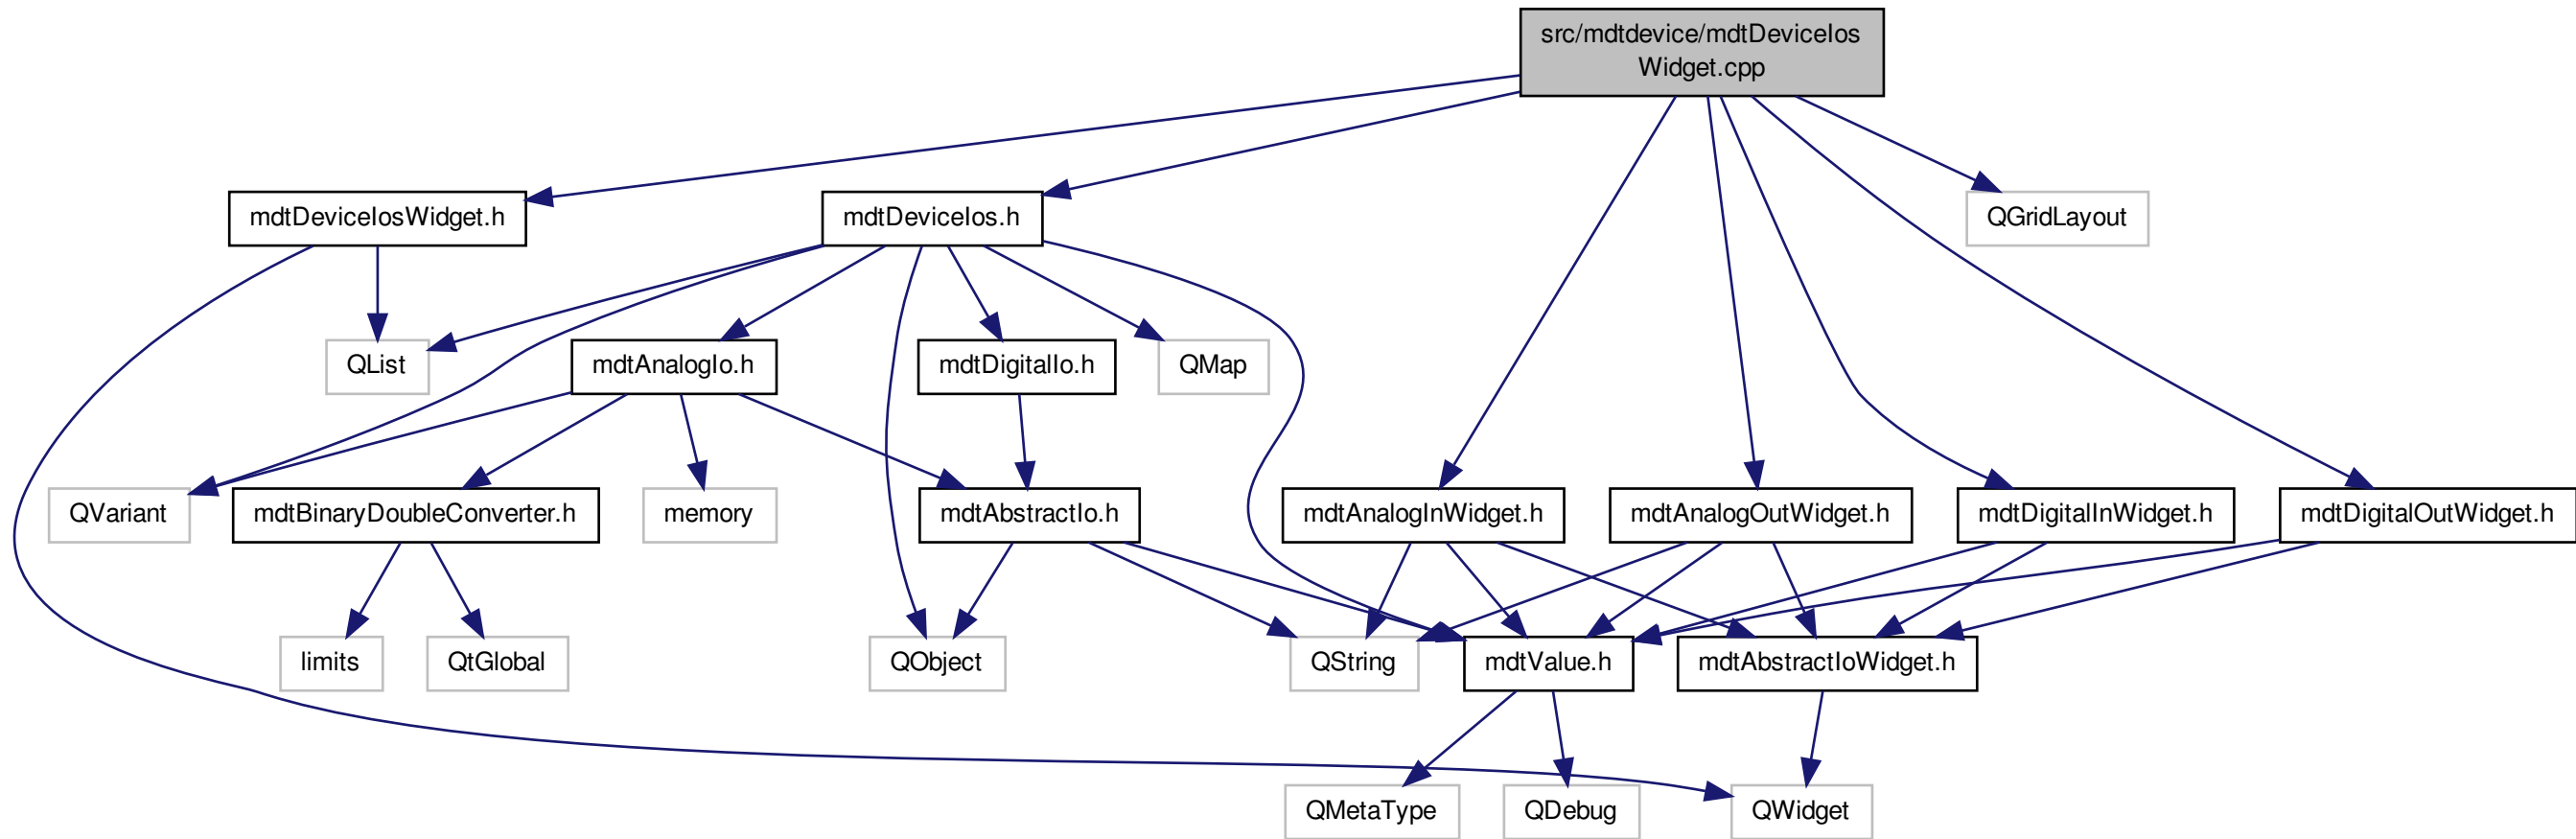 src/mdtdevice/mdtDeviceIos
Widget.cpp
mdtDeviceIosWidget.h
mdtDeviceIos.h
QGridLayout
QList
mdtAnalogIo.h
mdtDigitalIo.h
QMap
QVariant
mdtBinaryDoubleConverter.h
memory
mdtAbstractIo.h
mdtAnalogInWidget.h
mdtAnalogOutWidget.h
mdtDigitalInWidget.h
mdtDigitalOutWidget.h
limits
QtGlobal
QObject
QString
mdtValue.h
mdtAbstractIoWidget.h
QMetaType
QDebug
QWidget